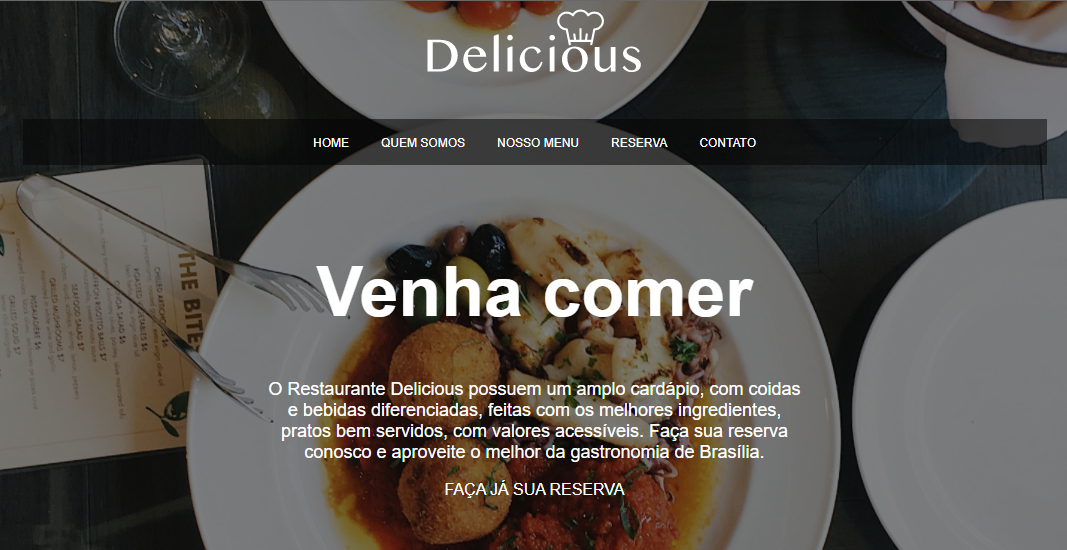 Delicious
HOME QUEM SOMOS NOSSO MENU RESERVA CONTATO
Venha comer
O Restaurante Delicious possuem um amplo cardápio, com coidas
e bebidas diferenciadas, feitas com os melhores ingredientes,
pratos bem servidos, com valores acessíveis. Faça sua reserva
conosco e aproveite o melhor da gastronomia de Brasília.
FAÇA JÁ SUA RESERVA
THE BITES